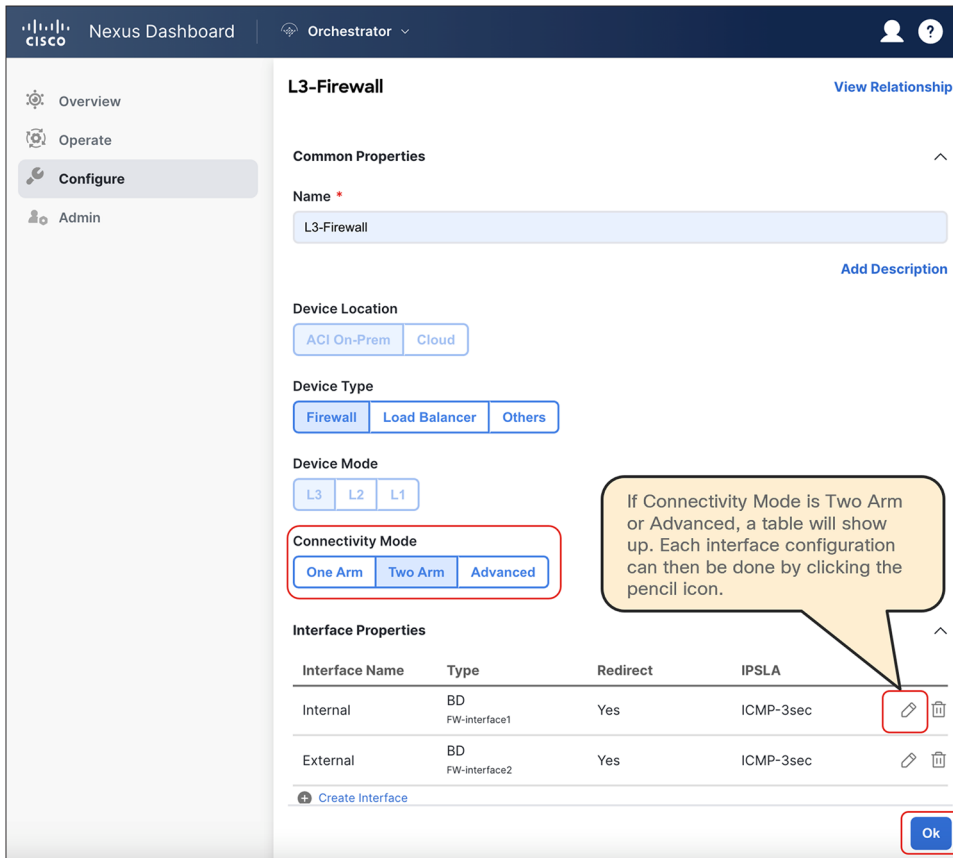 CISCO Nexus Dashboard Orchestrator ?
L3-Firewall View Relationship
Overview
Operate
Configure
Admin
Common Properties
Name *
L3-Firewall
Add Description
Device Location
ACI On-Prem Cloud
Device Type
Firewall Load Balancer Others
Device Mode
L3 L2 L1
Connectivity Mode
One Arm Two Arm Advanced
If Connectivity Mode is Two Arm
or Advanced, a table will show
up. Each interface configuration
can then be done by clicking the
pencil icon.
Interface Properties
Interface Name Type Redirect IPSLA
Internal BD Yes ICMP-3sec
FW-interface1
External BD Yes ICMP-3sec
FW-interface2
Create Interface
Ok